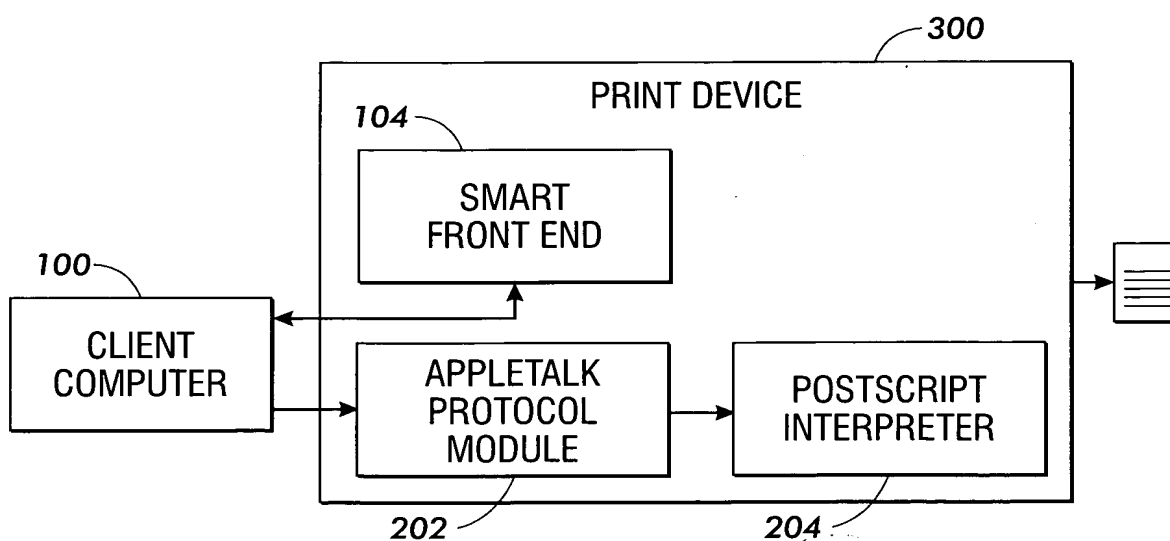 300
PRINT DEVICE
104
SMART
FRONT END
100
CLIENT
COMPUTER
APPLETALK
PROTOCOL
MODULE
POSTSCRIPT
INTERPRETER
202
204